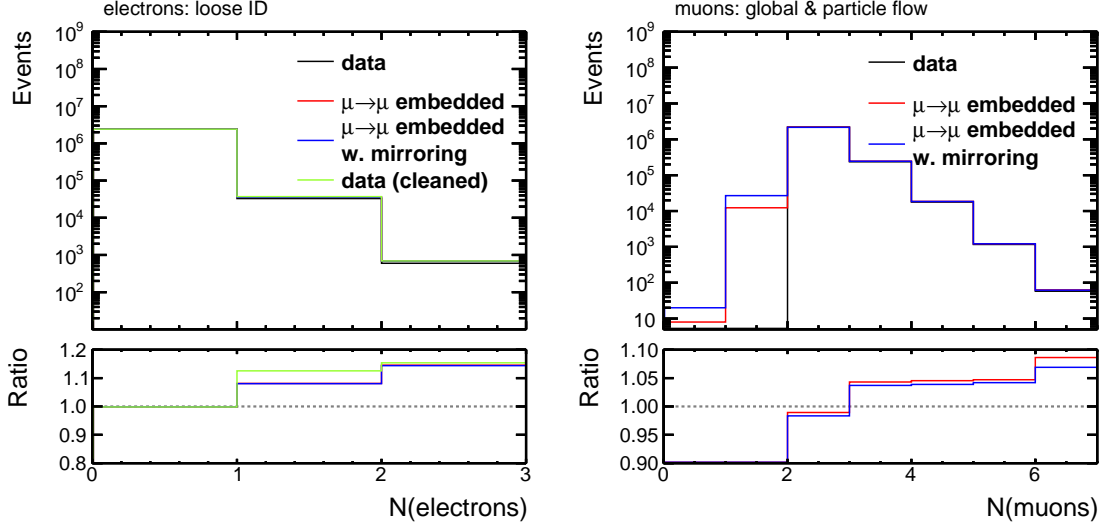 electrons: loose ID
Events
10⁹
10⁸
10⁷
10⁶
10⁵
10⁴
10³
10²
data
μ→μ embedded
μ→μ embedded
w. mirroring
data (cleaned)
Ratio
1.2
1.1
1.0
0.9
0.8
0 1 2 3
N(electrons)
muons: global & particle flow
Events
10⁹
10⁸
10⁷
10⁶
10⁵
10⁴
10³
10²
10
data
μ→μ embedded
μ→μ embedded
w. mirroring
Ratio
1.10
1.05
1.00
0.95
0.90
0 2 4 6
N(muons)